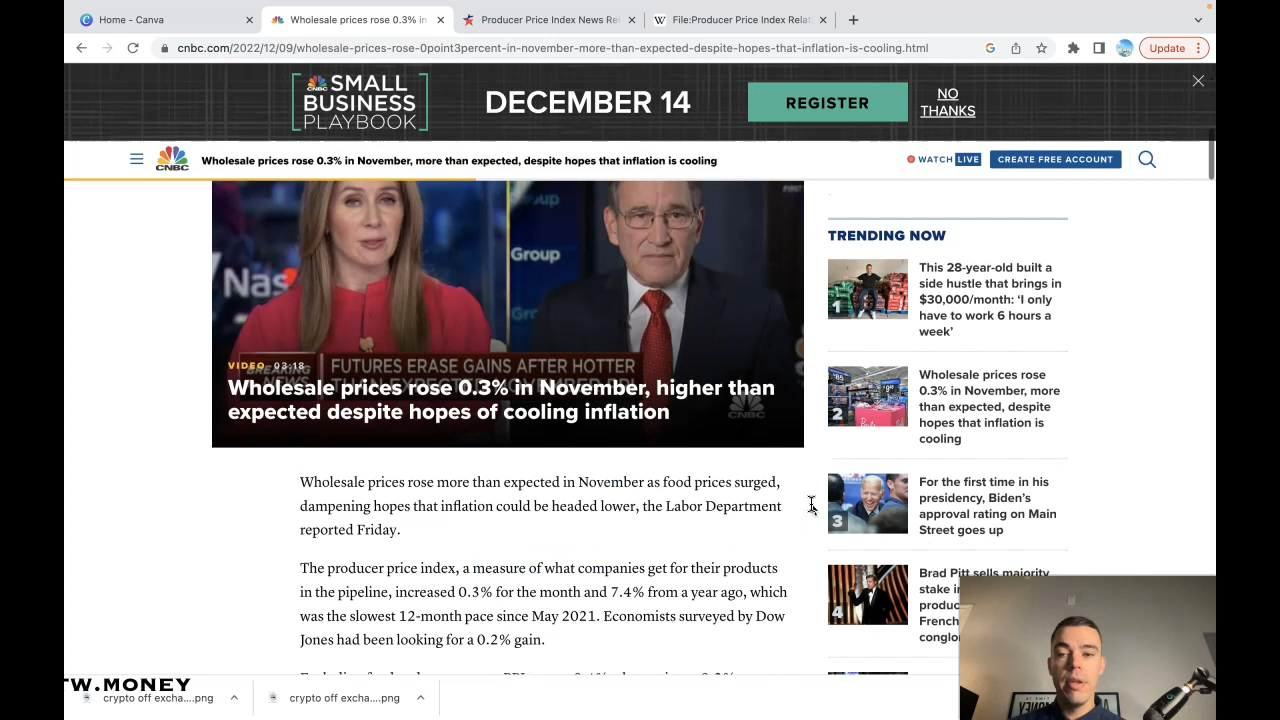 Home - Canva
Wholesale prices rose 0.3% in
Producer Price Index News Rel
File:Producer Price Index Relat
cnbc.com/2022/12/09/wholesale-prices-rose-0point3percent-in-november-more-than-expected-despite-hopes-that-inflation-is-cooling.html
Update
SMALL
BUSINESS
PLAYBOOK
DECEMBER 14
REGISTER
NO
THANKS
CNBC
Wholesale prices rose 0.3% in November, more than expected, despite hopes that inflation is cooling
WATCH LIVE
CREATE FREE ACCOUNT
Group
Nas
Group
FUTURES ERASE GAINS AFTER HOTTER
BREAKING
VIDEO 03:18
Wholesale prices rose 0.3% in November, higher than
expected despite hopes of cooling inflation
CNBC
Wholesale prices rose more than expected in November as food prices surged,
dampening hopes that inflation could be headed lower, the Labor Department
reported Friday.
The producer price index, a measure of what companies get for their products
in the pipeline, increased 0.3% for the month and 7.4% from a year ago, which
was the slowest 12-month pace since May 2021. Economists surveyed by Dow
Jones had been looking for a 0.2% gain.
TRENDING NOW
1
This 28-year-old built a
side hustle that brings in
$30,000/month: ‘I only
have to work 6 hours a
week’
2
Wholesale prices rose
0.3% in November, more
than expected, despite
hopes that inflation is
cooling
3
For the first time in his
presidency, Biden’s
approval rating on Main
Street goes up
4
Brad Pitt sells majority
stake in
produc
French
conglo
TW.MONEY
crypto off excha....png
crypto off excha....png